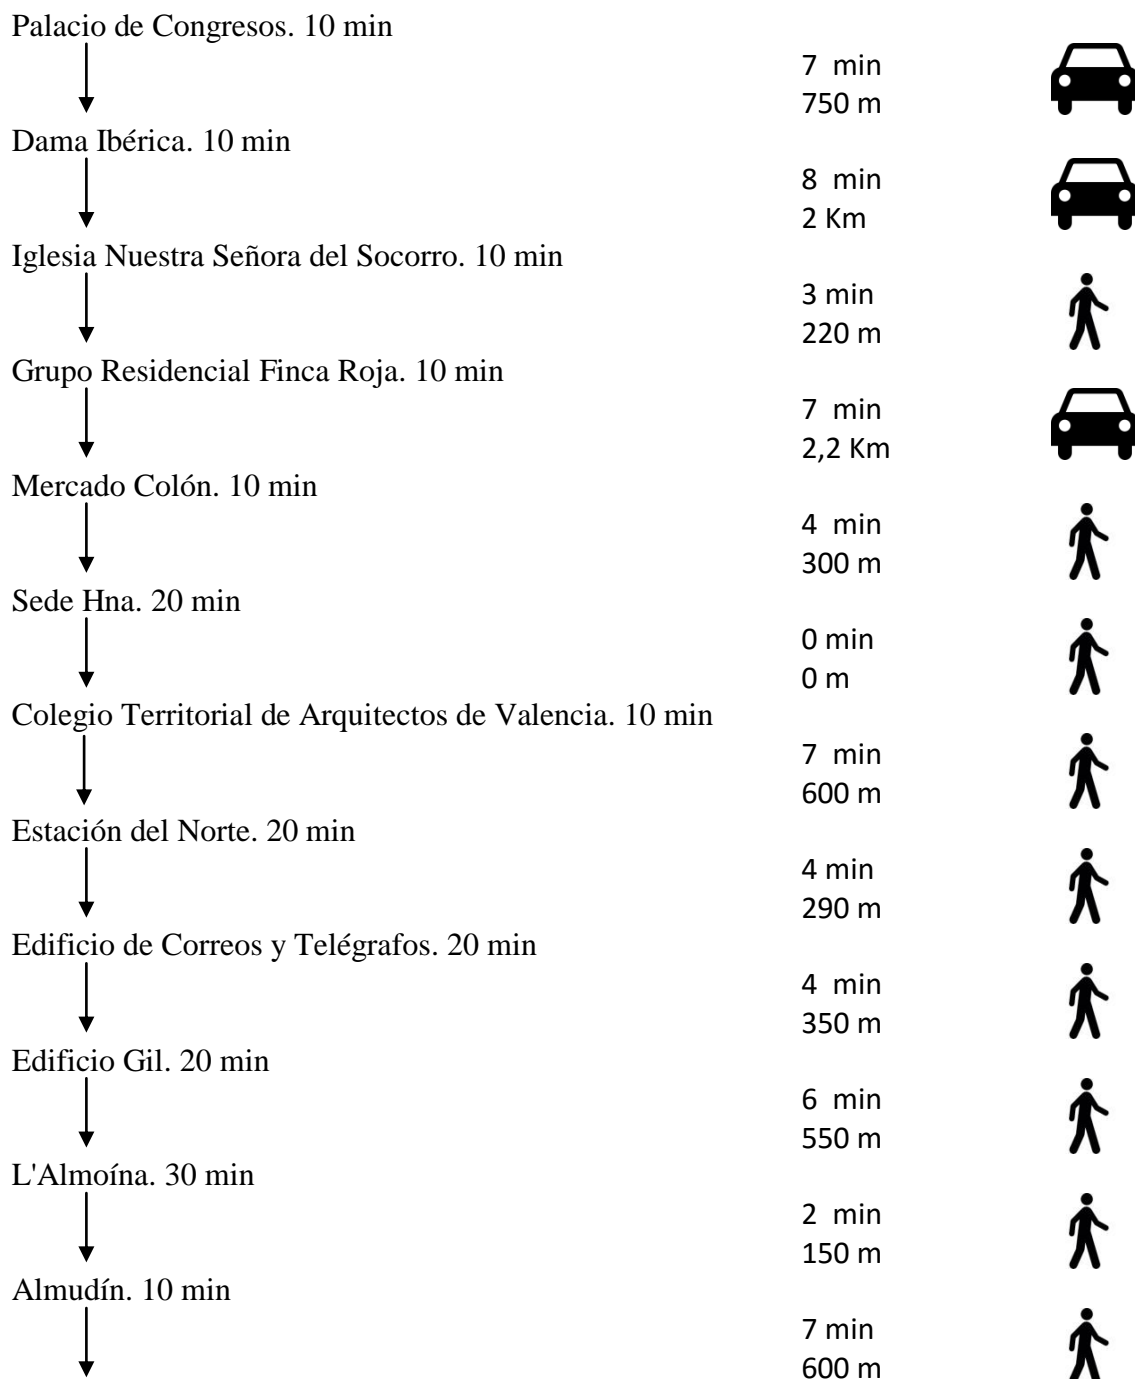 Palacio de Congresos. 10 min
7 min
750 m
Dama Ibérica. 10 min
8 min
2 Km
Iglesia Nuestra Señora del Socorro. 10 min
3 min
220 m
Grupo Residencial Finca Roja. 10 min
7 min
2,2 Km
Mercado Colón. 10 min
4 min
300 m
Sede Hna. 20 min
0 min
0 m
Colegio Territorial de Arquitectos de Valencia. 10 min
7 min
600 m
Estación del Norte. 20 min
4 min
290 m
Edificio de Correos y Telégrafos. 20 min
4 min
350 m
Edificio Gil. 20 min
6 min
550 m
L'Almoína. 30 min
2 min
150 m
Almudín. 10 min
7 min
600 m